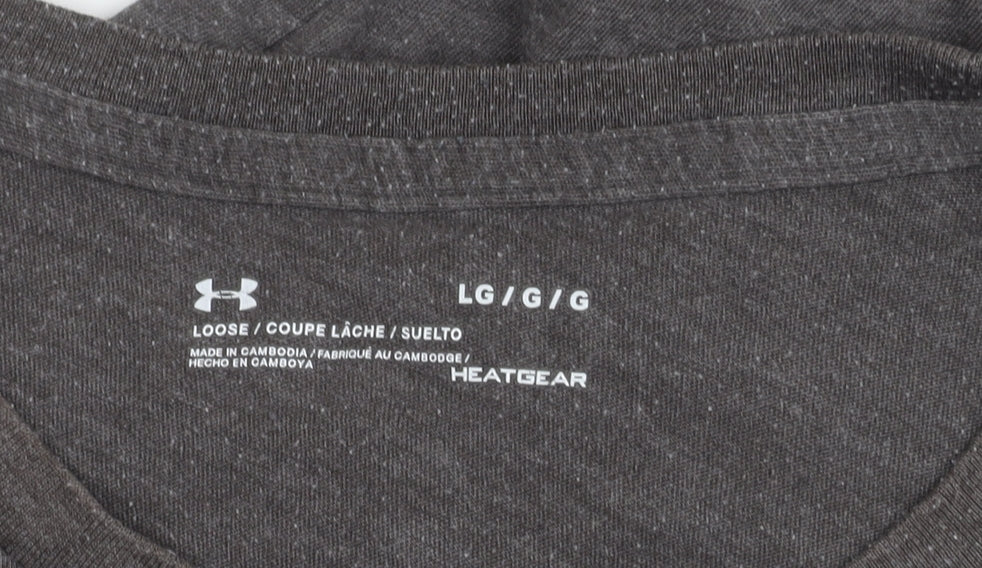 LG / G / G
LOOSE / COUPE LÂCHE / SUELTO
MADE IN CAMBODIA / FABRIQUÉ AU CAMBODGE /
HECHO EN CAMBOYA
HEATGEAR